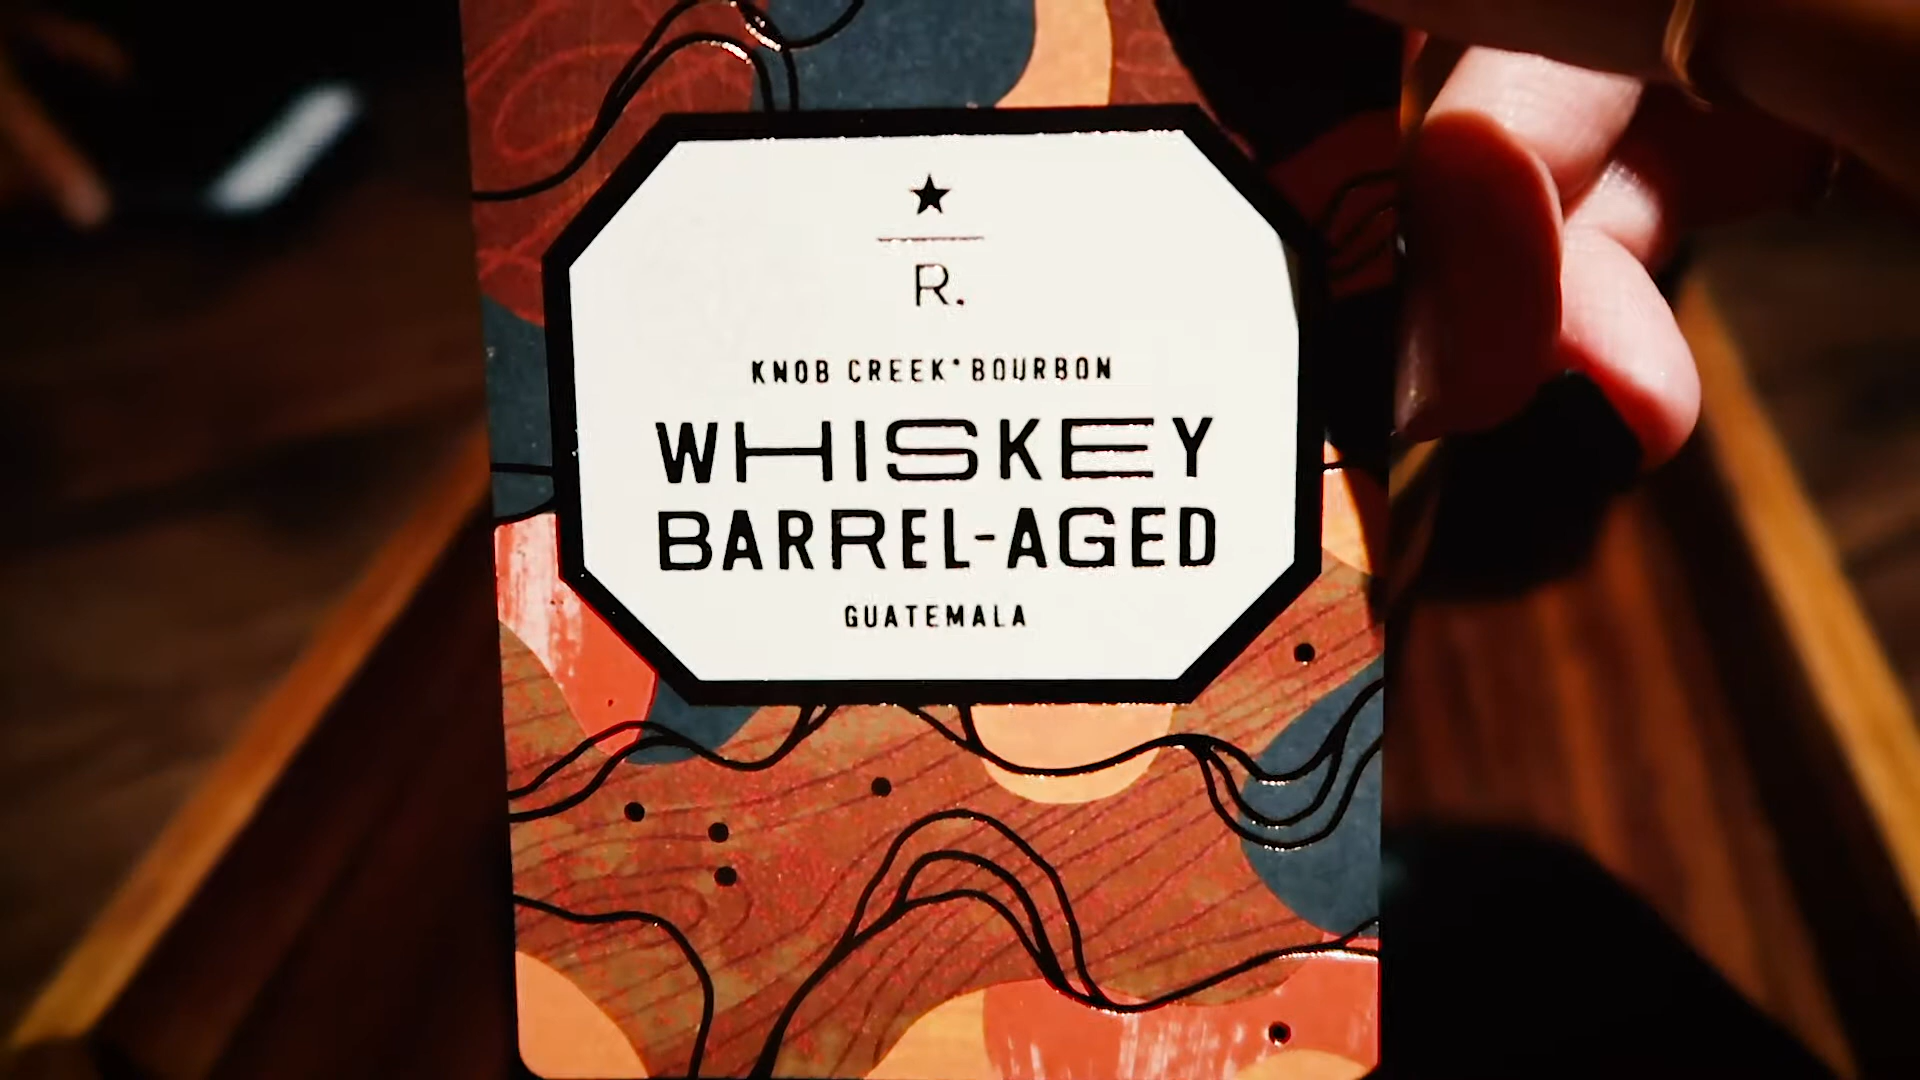 R.
KNOB CREEK® BOURBON
WHISKEY
BARREL-AGED
GUATEMALA